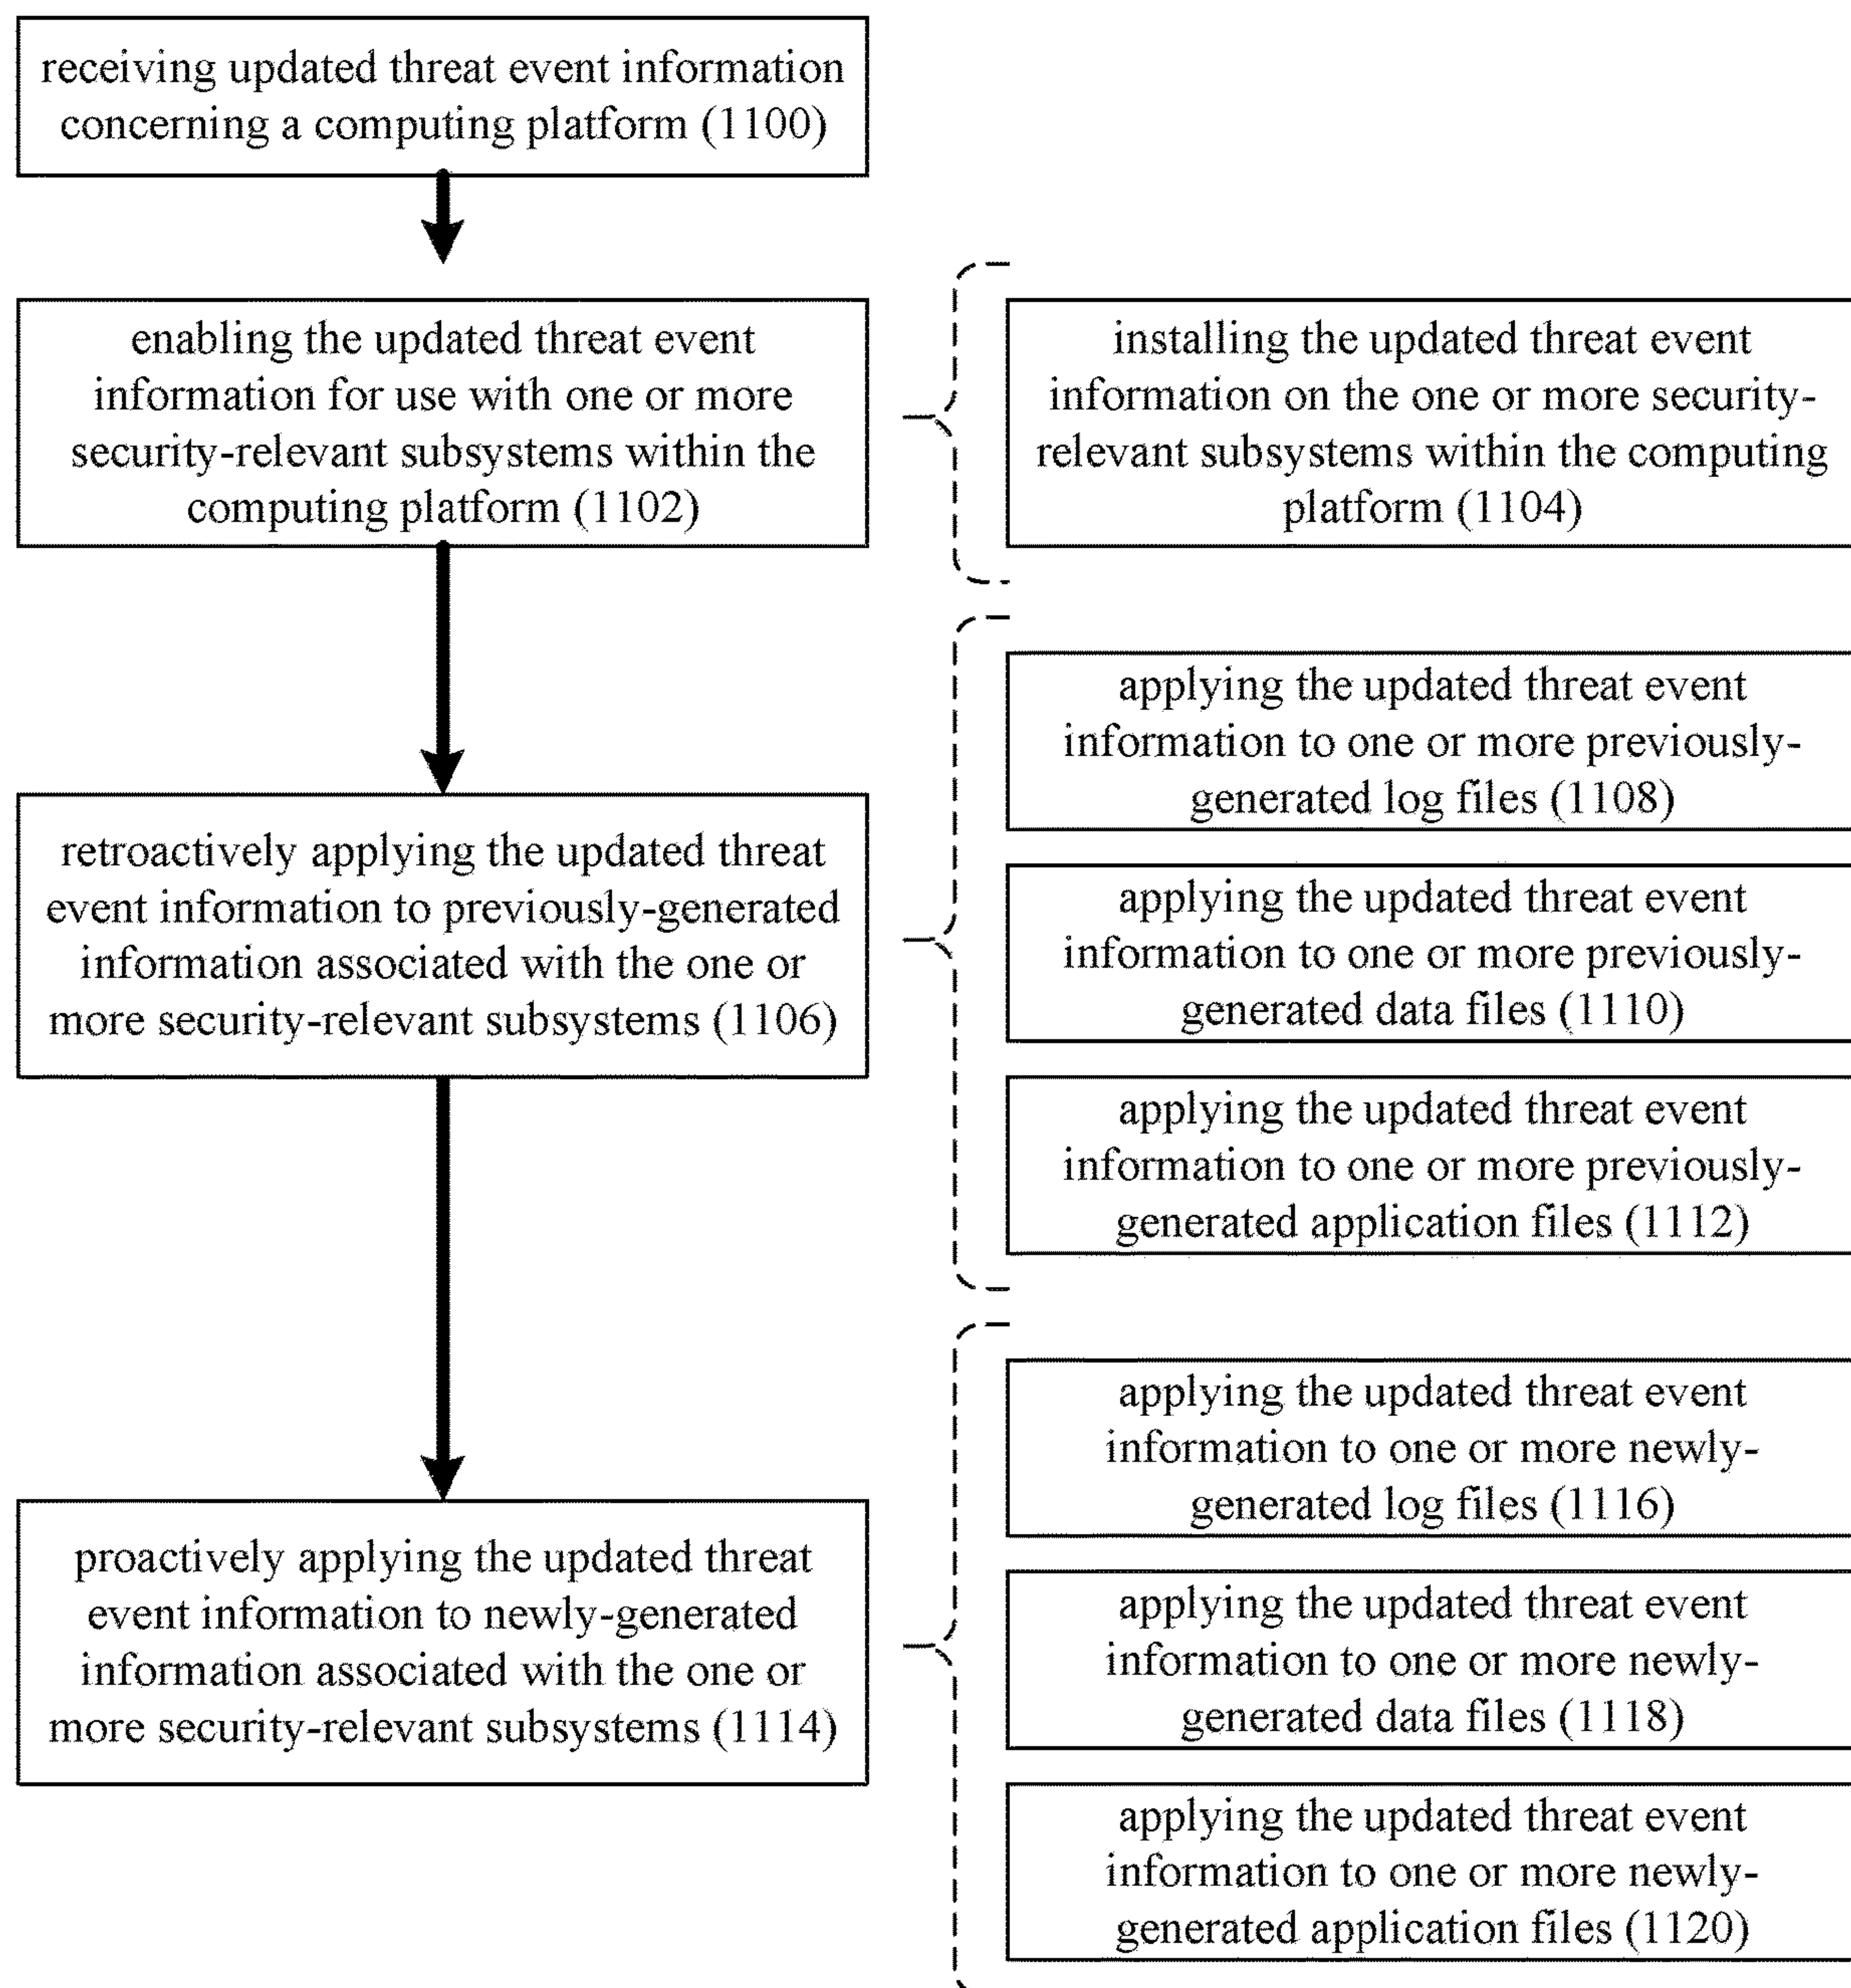 receiving updated threat event information
concerning a computing platform (1100)
enabling the updated threat event
information for use with one or more
security-relevant subsystems within the
computing platform (1102)
installing the updated threat event
information on the one or more security-
relevant subsystems within the computing
platform (1104)
retroactively applying the updated threat
event information to previously-generated
information associated with the one or
more security-relevant subsystems (1106)
applying the updated threat event
information to one or more previously-
generated log files (1108)
applying the updated threat event
information to one or more previously-
generated data files (1110)
applying the updated threat event
information to one or more previously-
generated application files (1112)
proactively applying the updated threat
event information to newly-generated
information associated with the one or
more security-relevant subsystems (1114)
applying the updated threat event
information to one or more newly-
generated log files (1116)
applying the updated threat event
information to one or more newly-
generated data files (1118)
applying the updated threat event
information to one or more newly-
generated application files (1120)